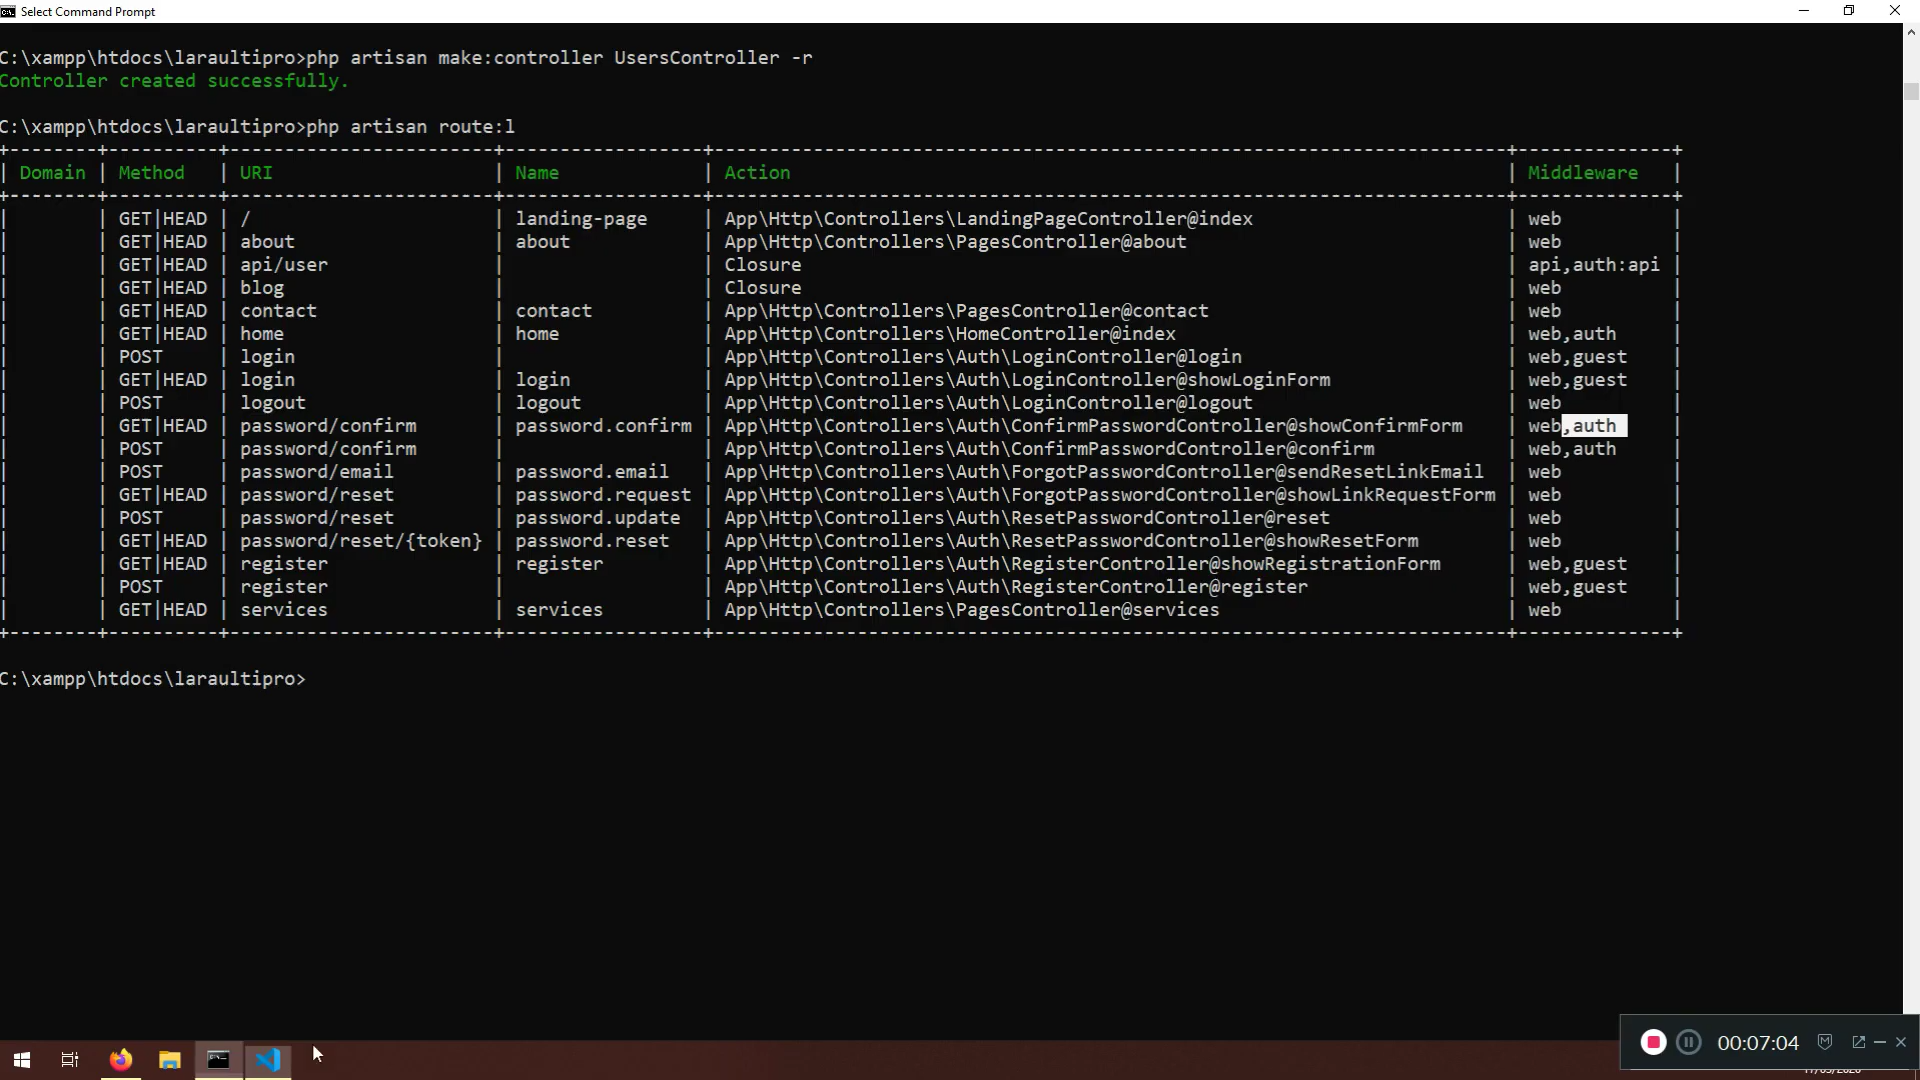 Select Command Prompt
C:\xampp\htdocs\laraultipro>php artisan make:controller UsersController -r
Controller created successfully.
C:\xampp\htdocs\laraultipro>php artisan route:l
+--------+----------+------------------------+------------------+------------------------------------------------------------------------+--------------+
| Domain | Method   | URI                    | Name             | Action                                                                 | Middleware   |
+--------+----------+------------------------+------------------+------------------------------------------------------------------------+--------------+
|        | GET|HEAD | /                      | landing-page     | App\Http\Controllers\LandingPageController@index                       | web          |
|        | GET|HEAD | about                  | about            | App\Http\Controllers\PagesController@about                             | web          |
|        | GET|HEAD | api/user               |                  | Closure                                                                | api,auth:api |
|        | GET|HEAD | blog                   |                  | Closure                                                                | web          |
|        | GET|HEAD | contact                | contact          | App\Http\Controllers\PagesController@contact                           | web          |
|        | GET|HEAD | home                   | home             | App\Http\Controllers\HomeController@index                              | web,auth     |
|        | POST     | login                  |                  | App\Http\Controllers\Auth\LoginController@login                        | web,guest    |
|        | GET|HEAD | login                  | login            | App\Http\Controllers\Auth\LoginController@showLoginForm                | web,guest    |
|        | POST     | logout                 | logout           | App\Http\Controllers\Auth\LoginController@logout                       | web          |
|        | GET|HEAD | password/confirm       | password.confirm | App\Http\Controllers\Auth\ConfirmPasswordController@showConfirmForm    | web,auth     |
|        | POST     | password/confirm       |                  | App\Http\Controllers\Auth\ConfirmPasswordController@confirm            | web,auth     |
|        | POST     | password/email         | password.email   | App\Http\Controllers\Auth\ForgotPasswordController@sendResetLinkEmail  | web          |
|        | GET|HEAD | password/reset         | password.request | App\Http\Controllers\Auth\ForgotPasswordController@showLinkRequestForm | web          |
|        | POST     | password/reset         | password.update  | App\Http\Controllers\Auth\ResetPasswordController@reset                | web          |
|        | GET|HEAD | password/reset/{token} | password.reset   | App\Http\Controllers\Auth\ResetPasswordController@showResetForm        | web          |
|        | GET|HEAD | register               | register         | App\Http\Controllers\Auth\RegisterController@showRegistrationForm      | web,guest    |
|        | POST     | register               |                  | App\Http\Controllers\Auth\RegisterController@register                  | web,guest    |
|        | GET|HEAD | services               | services         | App\Http\Controllers\PagesController@services                          | web          |
+--------+----------+------------------------+------------------+------------------------------------------------------------------------+--------------+
C:\xampp\htdocs\laraultipro>
00:07:04